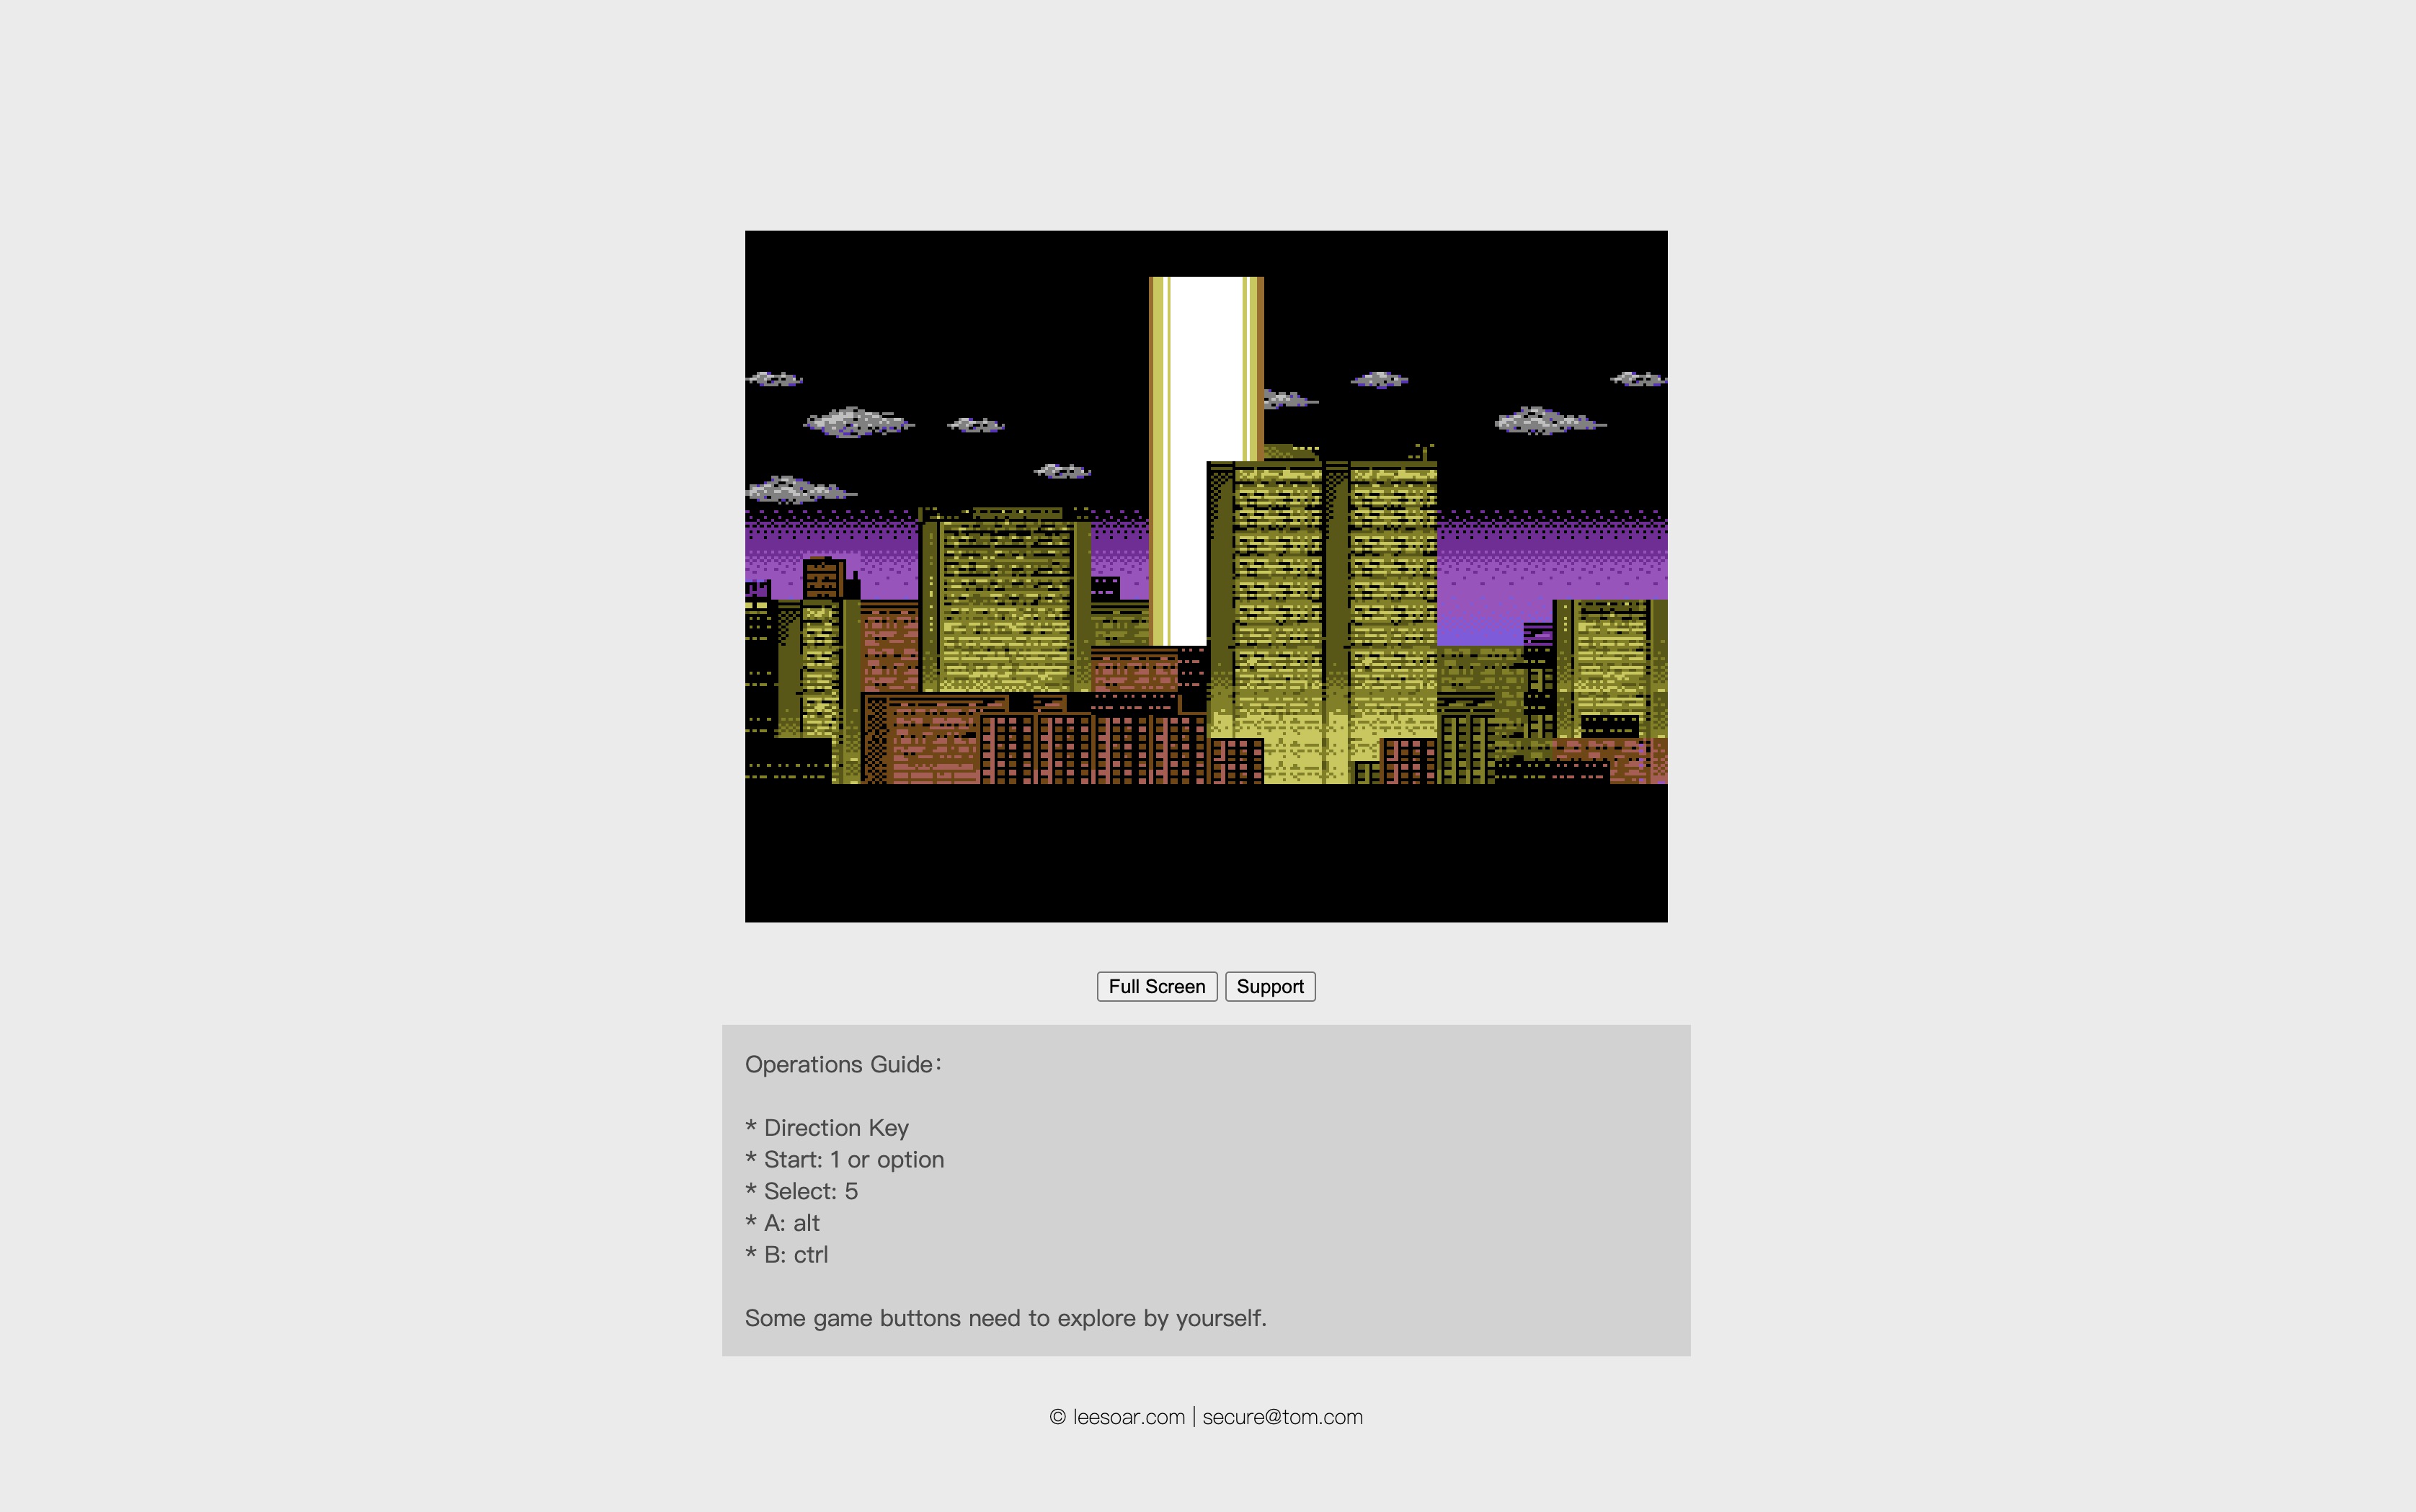 Full Screen Support
Operations Guide：
* Direction Key
* Start: 1 or option
* Select: 5
* A: alt
* B: ctrl
Some game buttons need to explore by yourself.
© leesoar.com | secure@tom.com